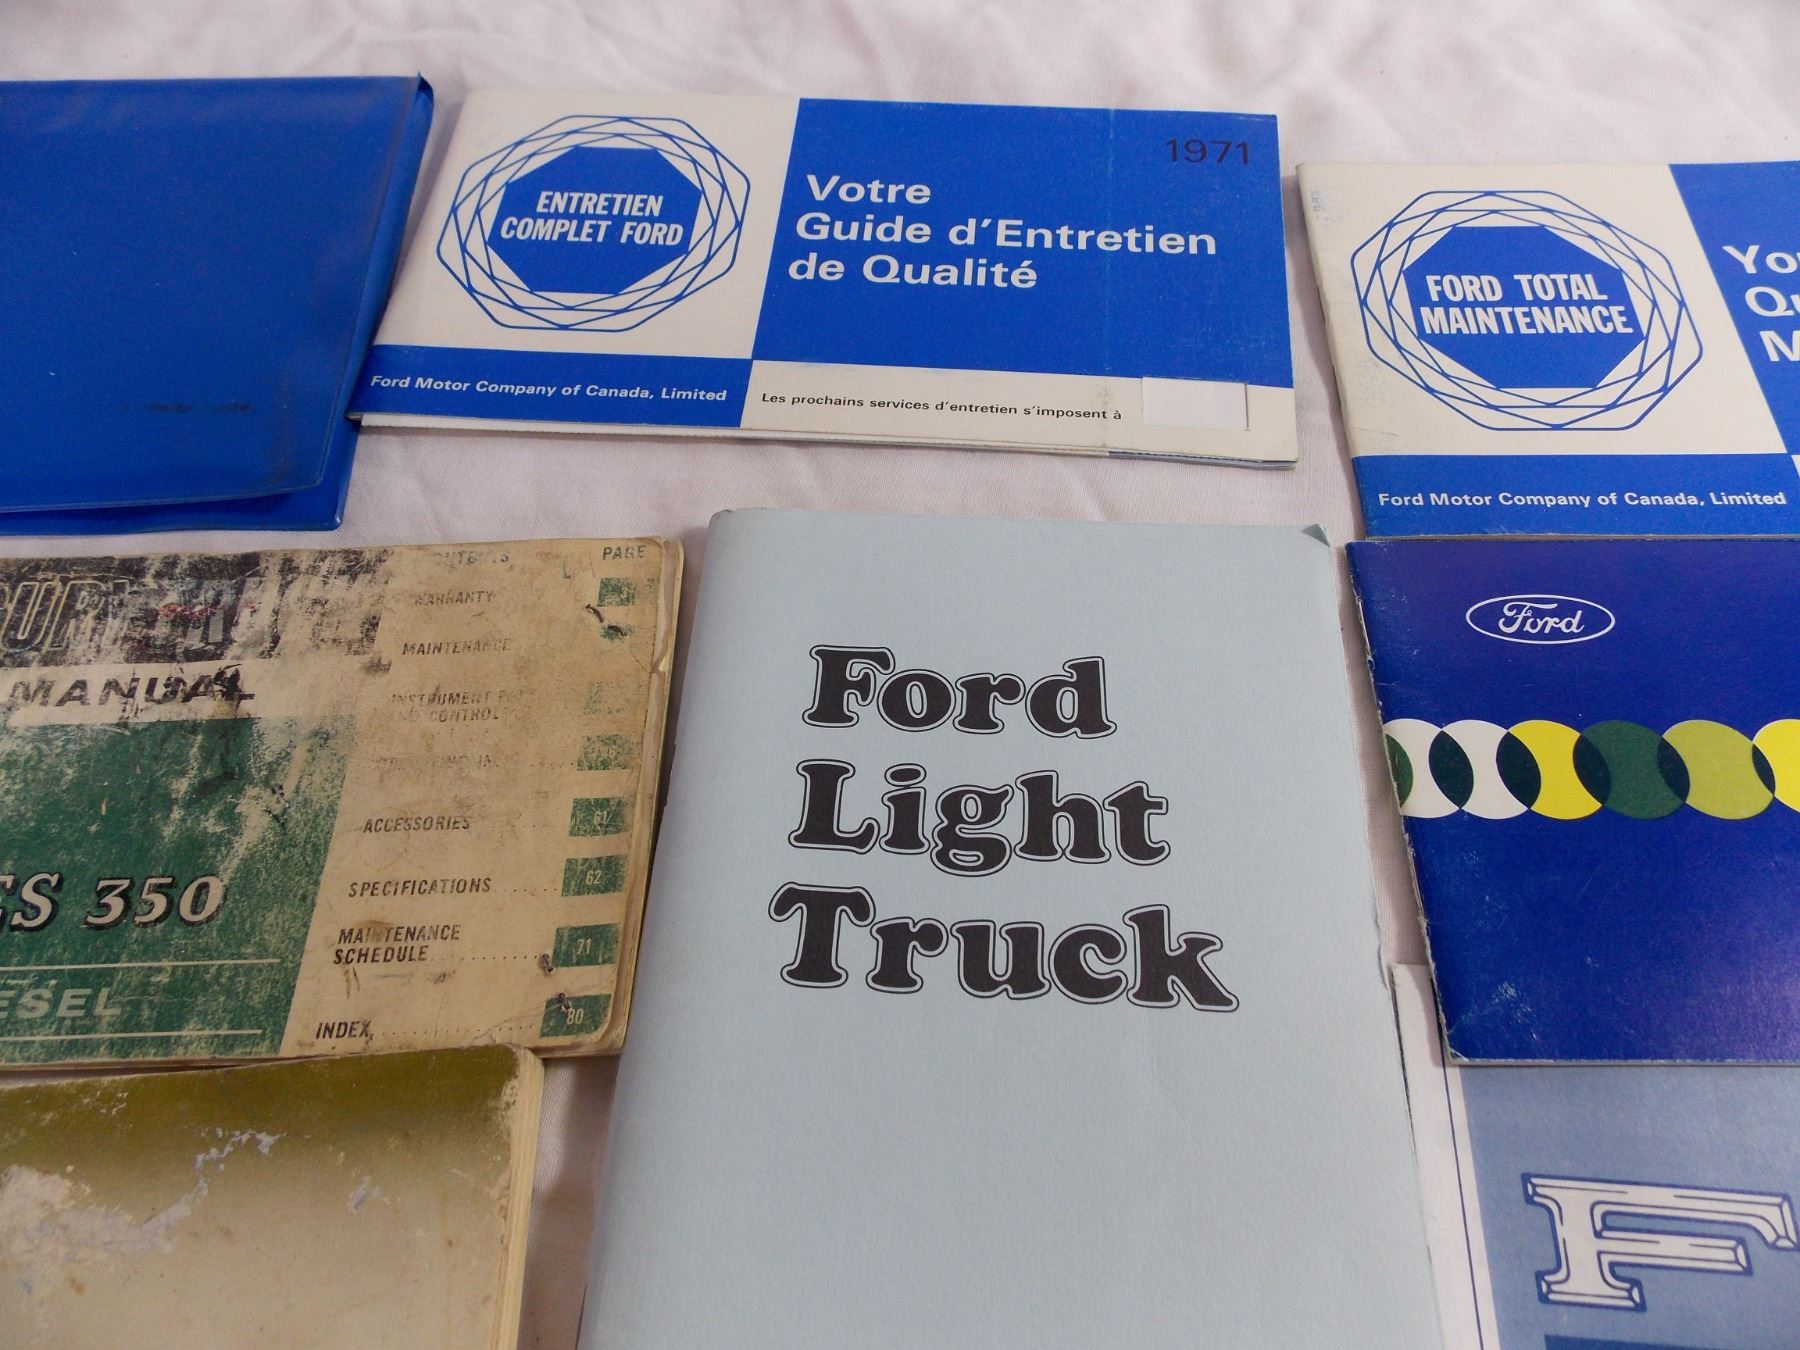 ENTRETIEN
COMPLET FORD
1971
Votre
Guide d'Entretien
de Qualité
Ford Motor Company of Canada, Limited
Les prochains services d'entretien s'imposent à
FORD TOTAL
MAINTENANCE
Ford Motor Company of Canada, Limited
PAGE
WARRANTY
MAINTENANCE
MANUAL
ACCESSORIES 61
350
SPECIFICATIONS 62
MAINTENANCE
SCHEDULE 71
INDEX 80
Ford
Light
Truck
Ford
F